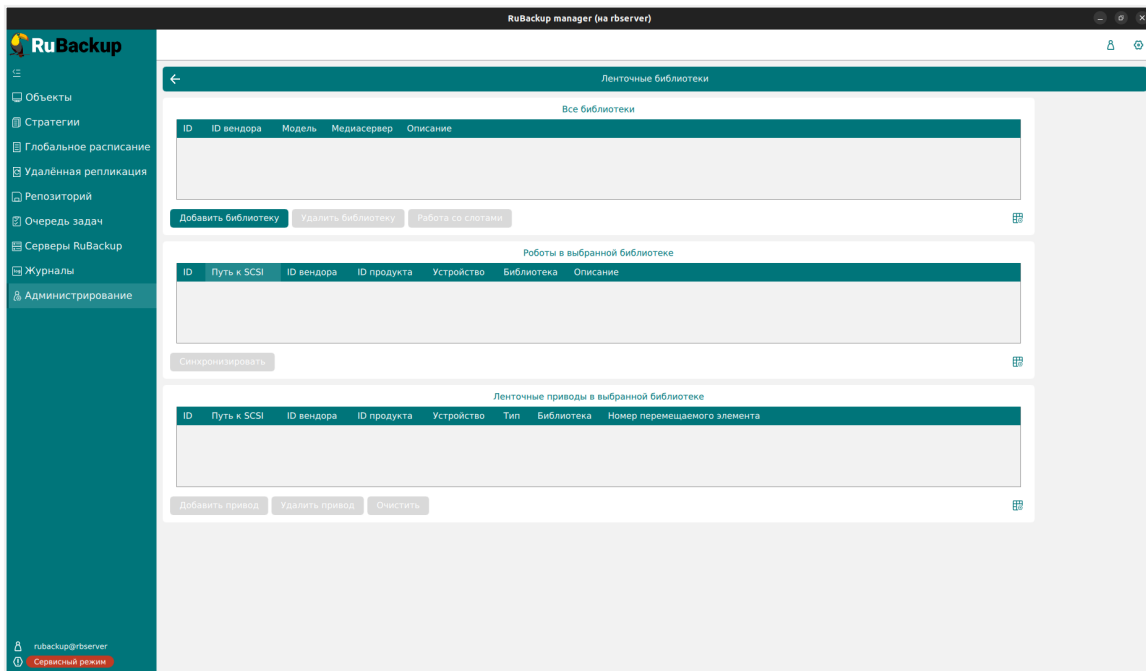 RuBackup manager (на rbserver)
RuBackup
Объекты
Стратегии
Глобальное расписание
Удалённая репликация
Репозиторий
Очередь задач
Серверы RuBackup
Журналы
Администрирование
rubackup@rbserver
Сервисный режим
Ленточные библиотеки
Все библиотеки
ID ID вендора Модель Медиасервер Описание
Добавить библиотеку Удалить библиотеку Работа со слотами
Роботы в выбранной библиотеке
ID Путь к SCSI ID вендора ID продукта Устройство Библиотека Описание
Синхронизировать
Ленточные приводы в выбранной библиотеке
ID Путь к SCSI ID вендора ID продукта Устройство Тип Библиотека Номер перемещаемого элемента
Добавить привод Удалить привод Очистить